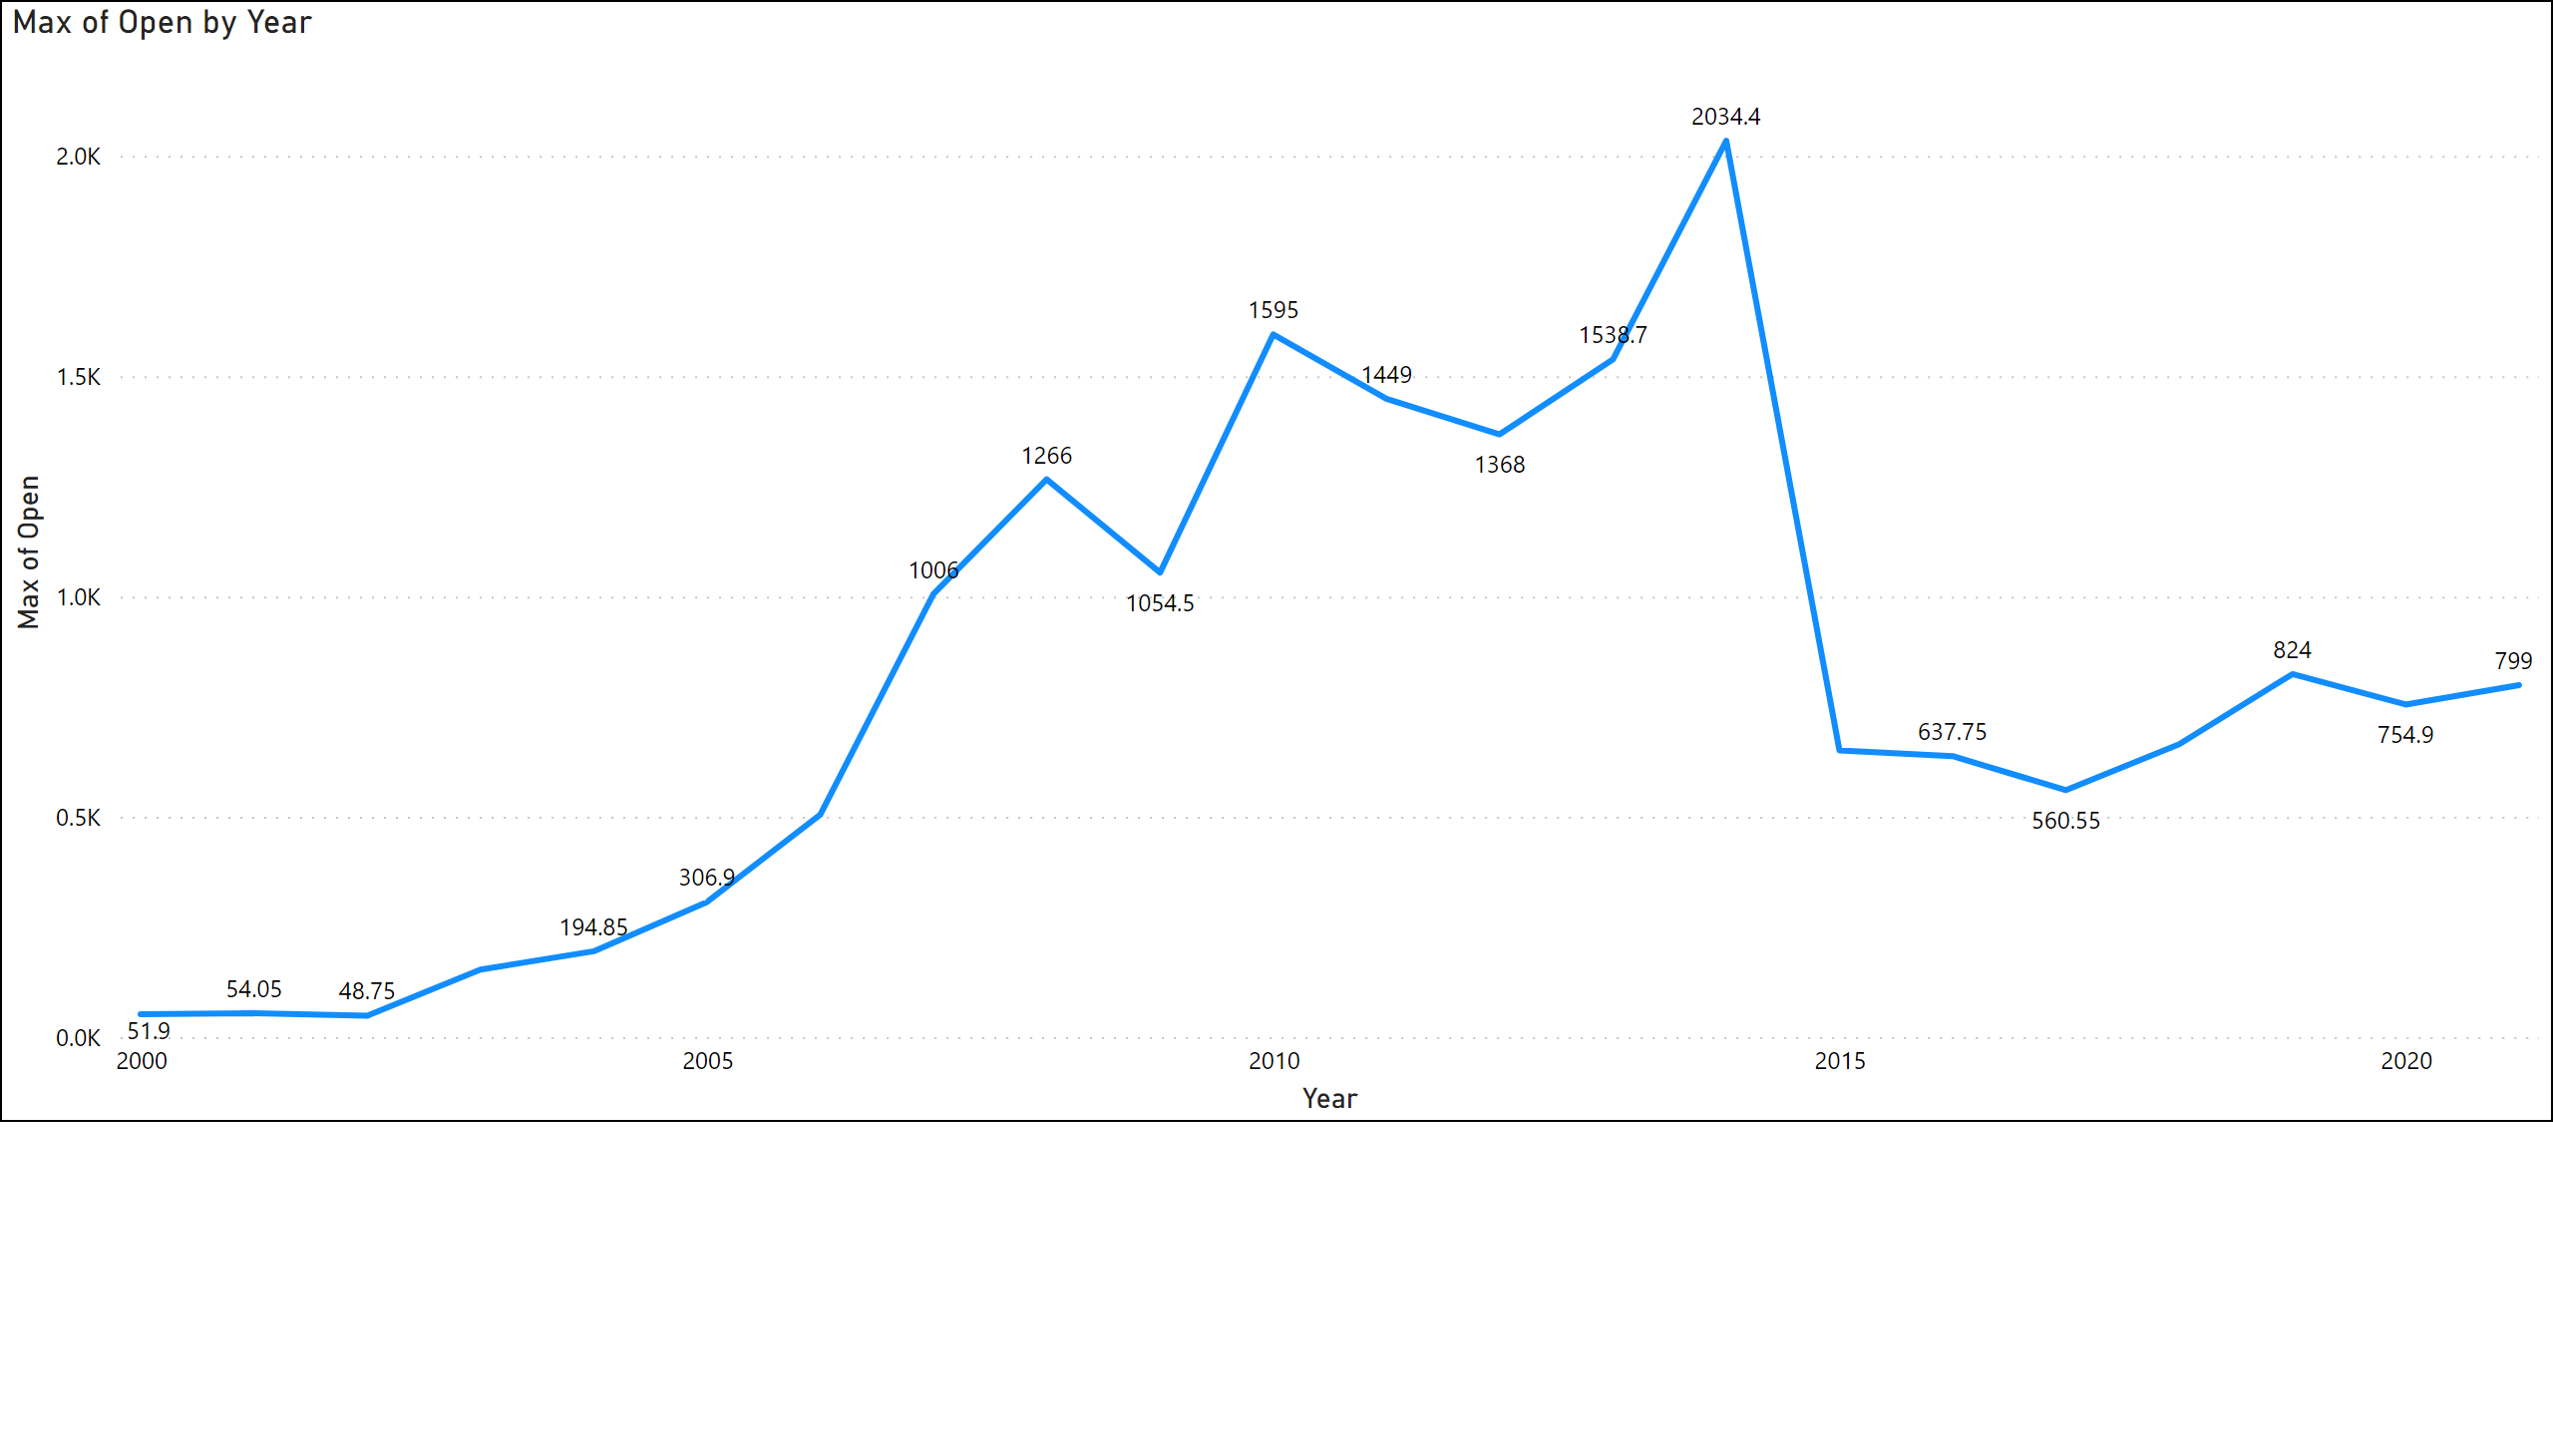 Max of Open by Year
2034.4
2.0K
1595
1538.7
1.5K
1449
1368
1266
Max of Open
1006
1.0K
1054.5
824
799
637.75
754.9
0.5K
560.55
306.9
194.85
54.05
48.75
0.0K
51.9
2000 2005 2010 2015 2020
Year